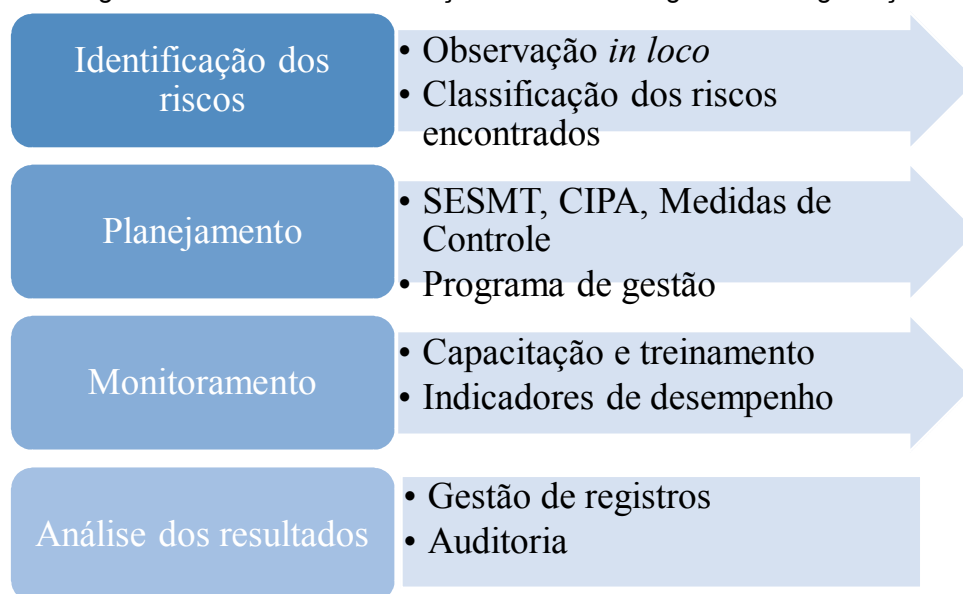 Identificação dos
riscos
• Observação in loco
• Classificação dos riscos
encontrados
Planejamento
• SESMT, CIPA, Medidas de
Controle
• Programa de gestão
Monitoramento
• Capacitação e treinamento
• Indicadores de desempenho
Análise dos resultados
• Gestão de registros
• Auditoria